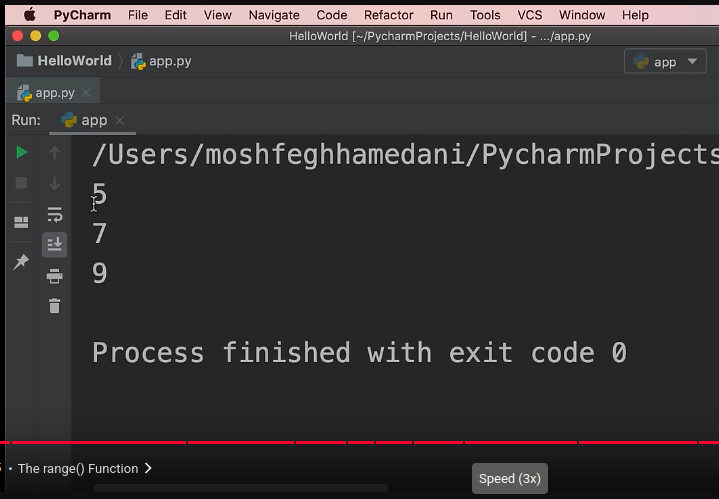 PyCharm File Edit View Navigate Code Refactor Run Tools VCS Window Help
HelloWorld [~/PycharmProjects/HelloWorld] - .../app.py
HelloWorld app.py app
app.py
Run: app
/Users/moshfeghhamedani/PycharmProjects
5
7
9
Process finished with exit code 0
• The range() Function
Speed (3x)